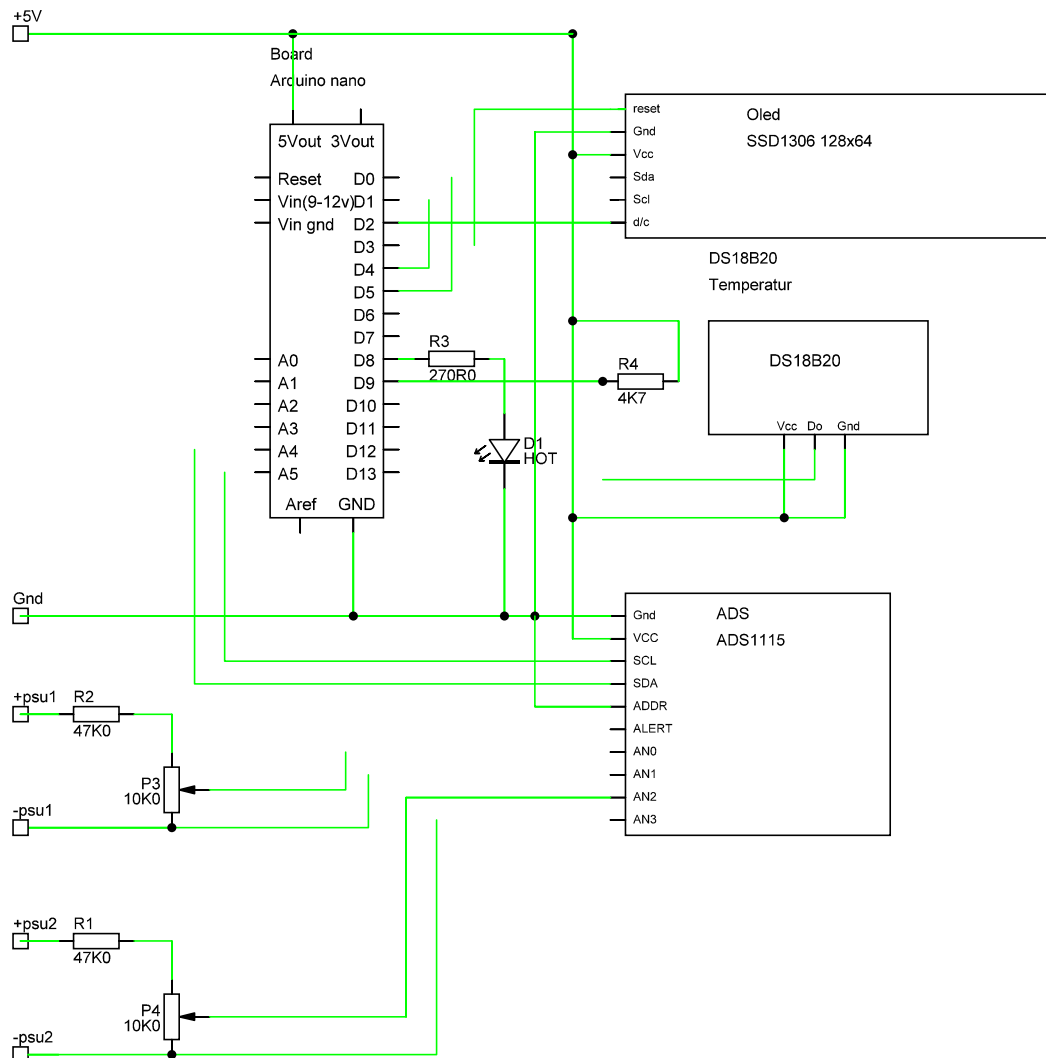 +5V
Board
Arduino nano
5Vout 3Vout
Reset D0
Vin(9-12v) D1
Vin gnd D2
D3
D4
D5
D6
D7
A0 D8
A1 D9
A2 D10
A3 D11
A4 D12
A5 D13
Aref GND
Oled
SSD1306 128x64
reset
Gnd
Vcc
Sda
Scl
d/c
DS18B20
Temperatur
DS18B20
Vcc Do Gnd
R3
270R0
R4
4K7
D1
HOT
Gnd
ADS
ADS1115
Gnd
VCC
SCL
SDA
ADDR
ALERT
AN0
AN1
AN2
AN3
+psu1
R2
47K0
P3
10K0
-psu1
+psu2
R1
47K0
P4
10K0
-psu2